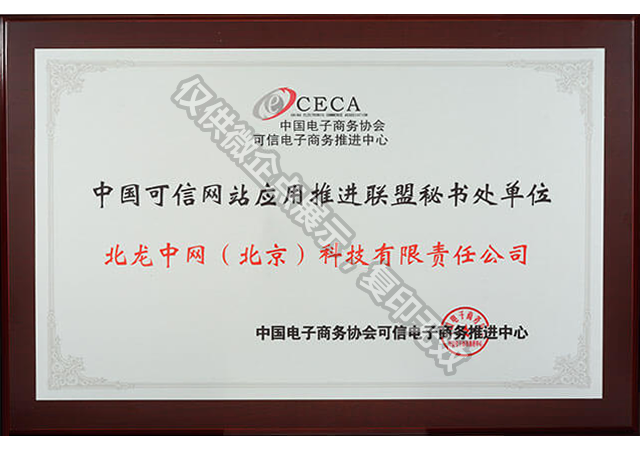 CECA
CHINA ELECTRONIC COMMERCE ASSOCIATION
中国电子商务协会
可信电子商务推进中心
中国可信网站应用推进联盟秘书处单位
北龙中网（北京）科技有限责任公司
中国电子商务协会可信电子商务推进中心
仅供微企点展示，复印无效